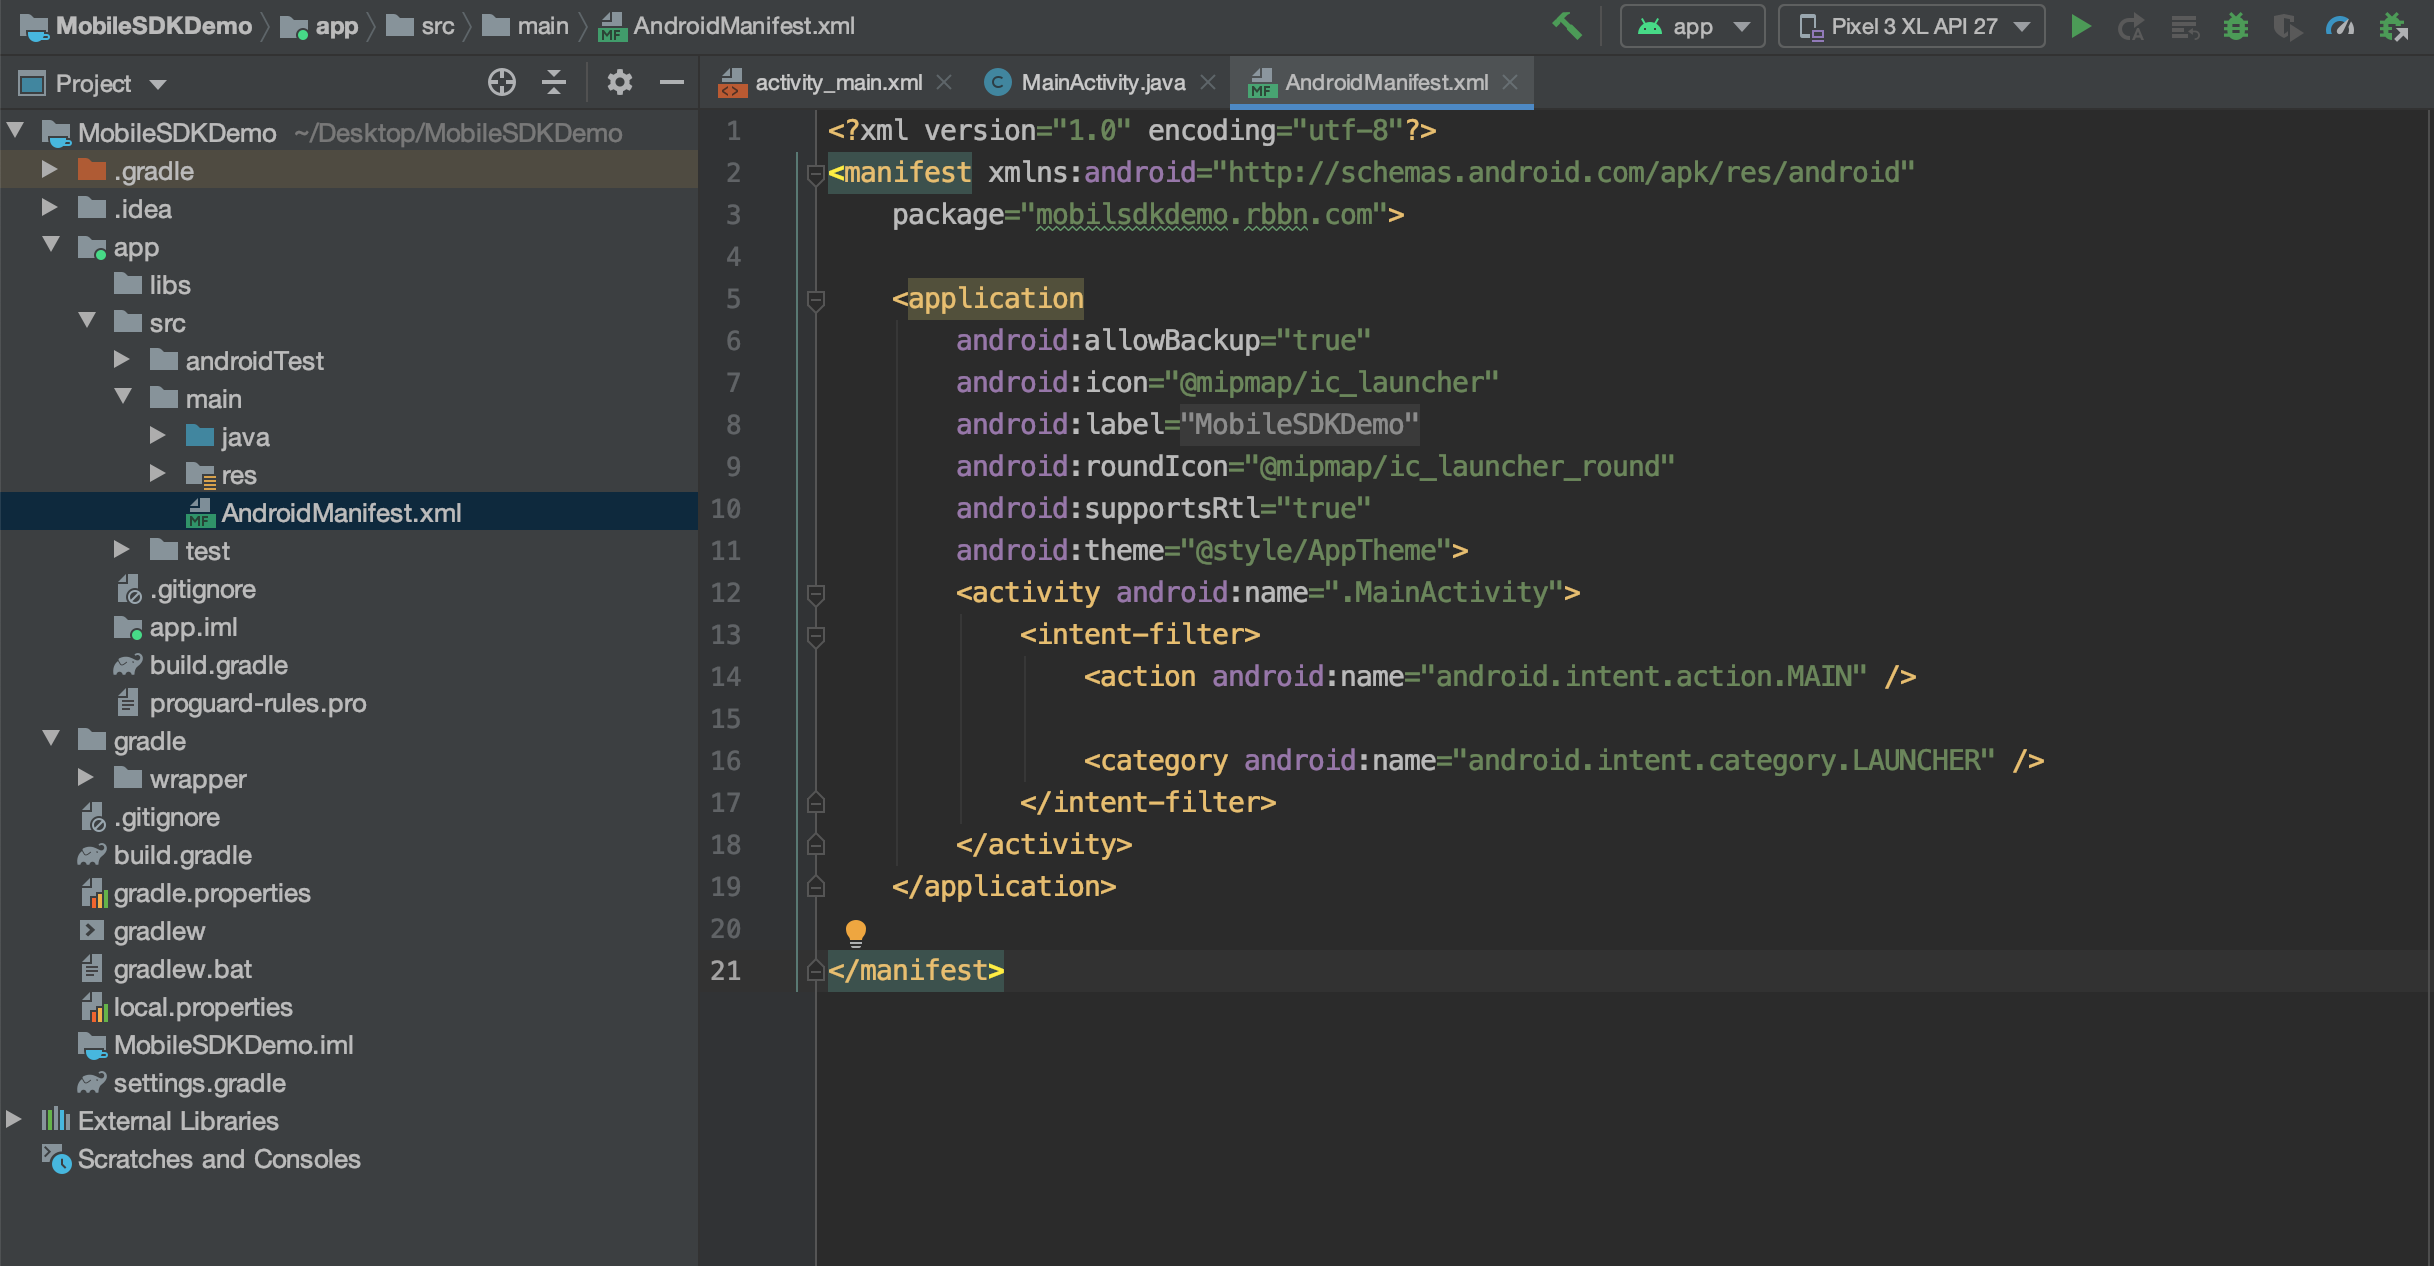 MobileSDKDemo app src main AndroidManifest.xml app Pixel 3 XL API 27
Project
activity_main.xml MainActivity.java AndroidManifest.xml
MobileSDKDemo ~/Desktop/MobileSDKDemo
.gradle
.idea
app
libs
src
androidTest
main
java
res
AndroidManifest.xml
test
.gitignore
app.iml
build.gradle
proguard-rules.pro
gradle
wrapper
.gitignore
build.gradle
gradle.properties
gradlew
gradlew.bat
local.properties
MobileSDKDemo.iml
settings.gradle
External Libraries
Scratches and Consoles
1 <?xml version="1.0" encoding="utf-8"?>
2 <manifest xmlns:android="http://schemas.android.com/apk/res/android"
3 package="mobilsdkdemo.rbbn.com">
4
5 <application
6 android:allowBackup="true"
7 android:icon="@mipmap/ic_launcher"
8 android:label="MobileSDKDemo"
9 android:roundIcon="@mipmap/ic_launcher_round"
10 android:supportsRtl="true"
11 android:theme="@style/AppTheme">
12 <activity android:name=".MainActivity">
13 <intent-filter>
14 <action android:name="android.intent.action.MAIN" />
15
16 <category android:name="android.intent.category.LAUNCHER" />
17 </intent-filter>
18 </activity>
19 </application>
20
21 </manifest>